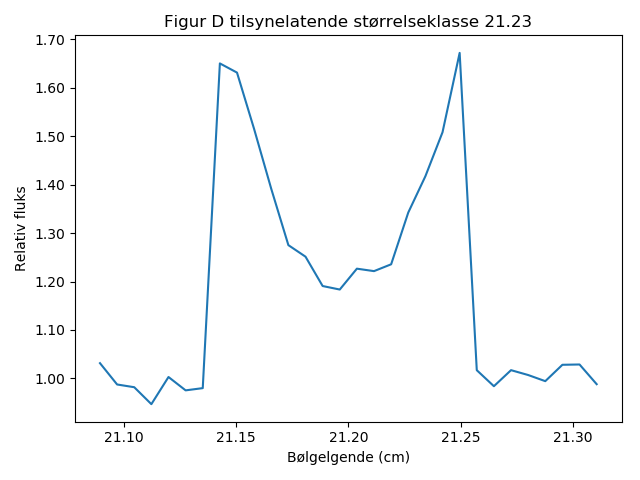 Figur D tilsynelatende størrelseklasse 21.23
1.70
1.60
1.50
1.40
1.30
1.20
1.10
1.00
Relativ fluks
21.10 21.15 21.20 21.25 21.30
Bølgelgende (cm)